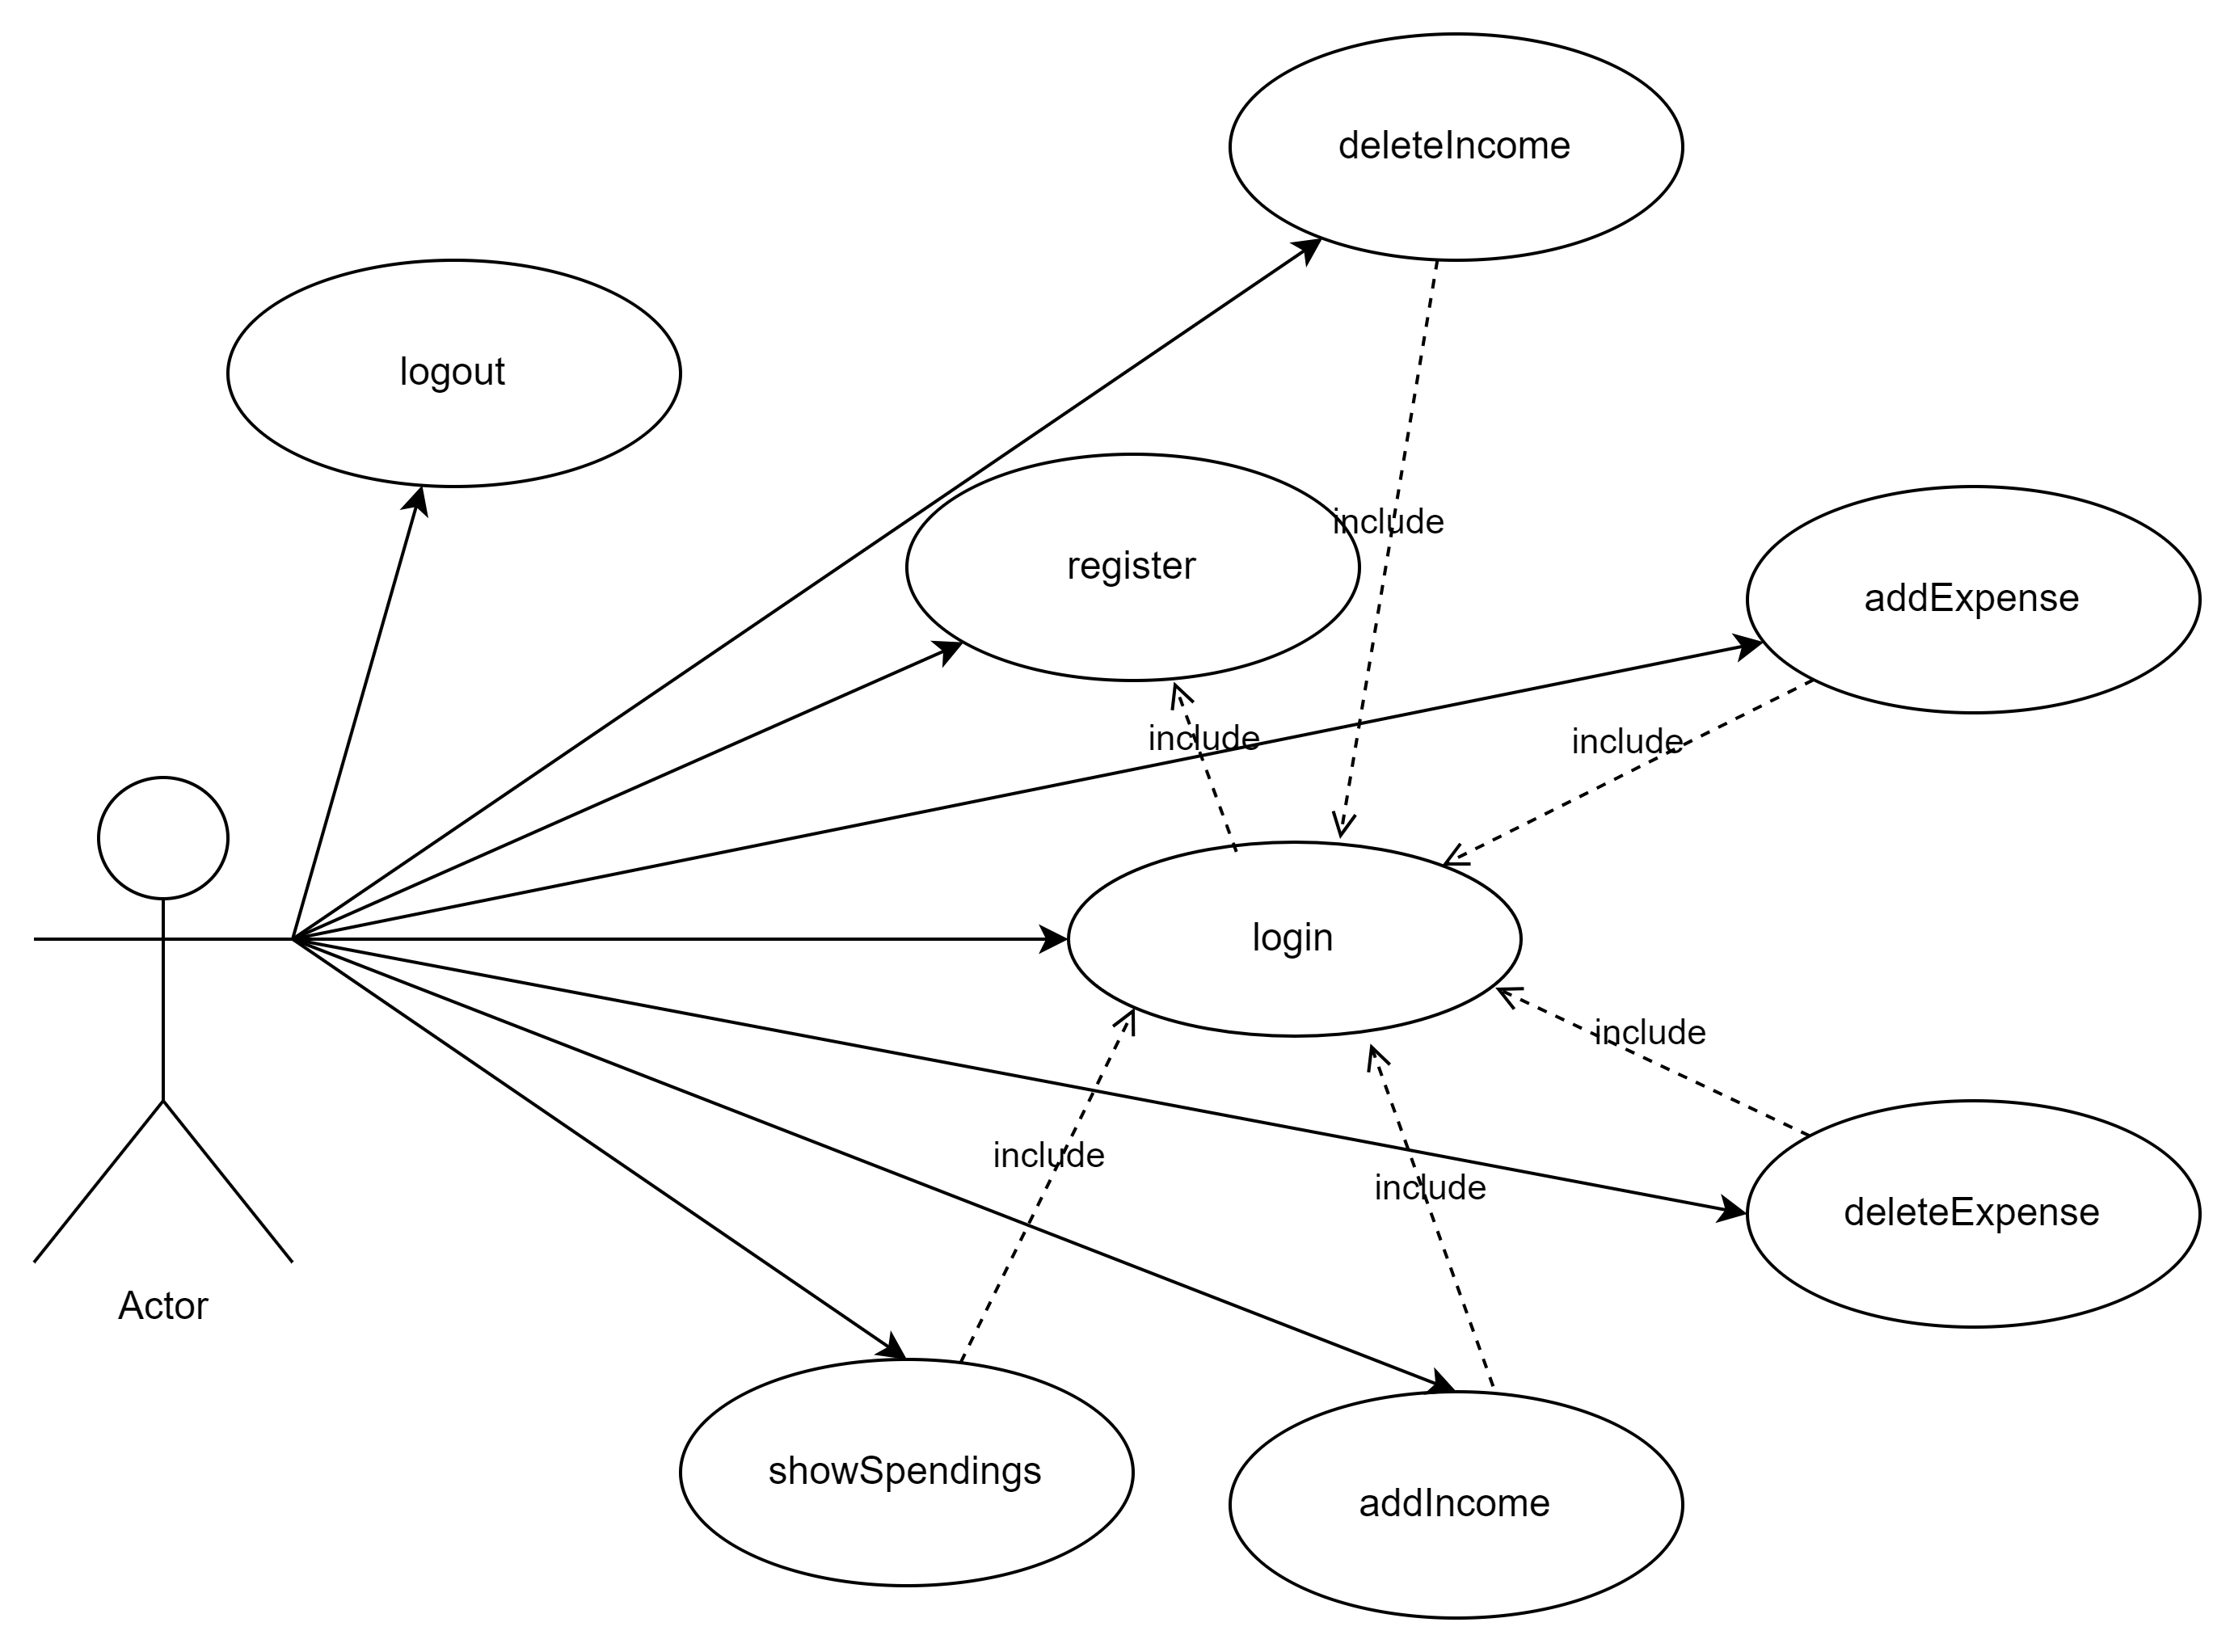 deleteIncome
logout
include
register
addExpense
include
include
login
include
include
include
deleteExpense
Actor
showSpendings
addIncome